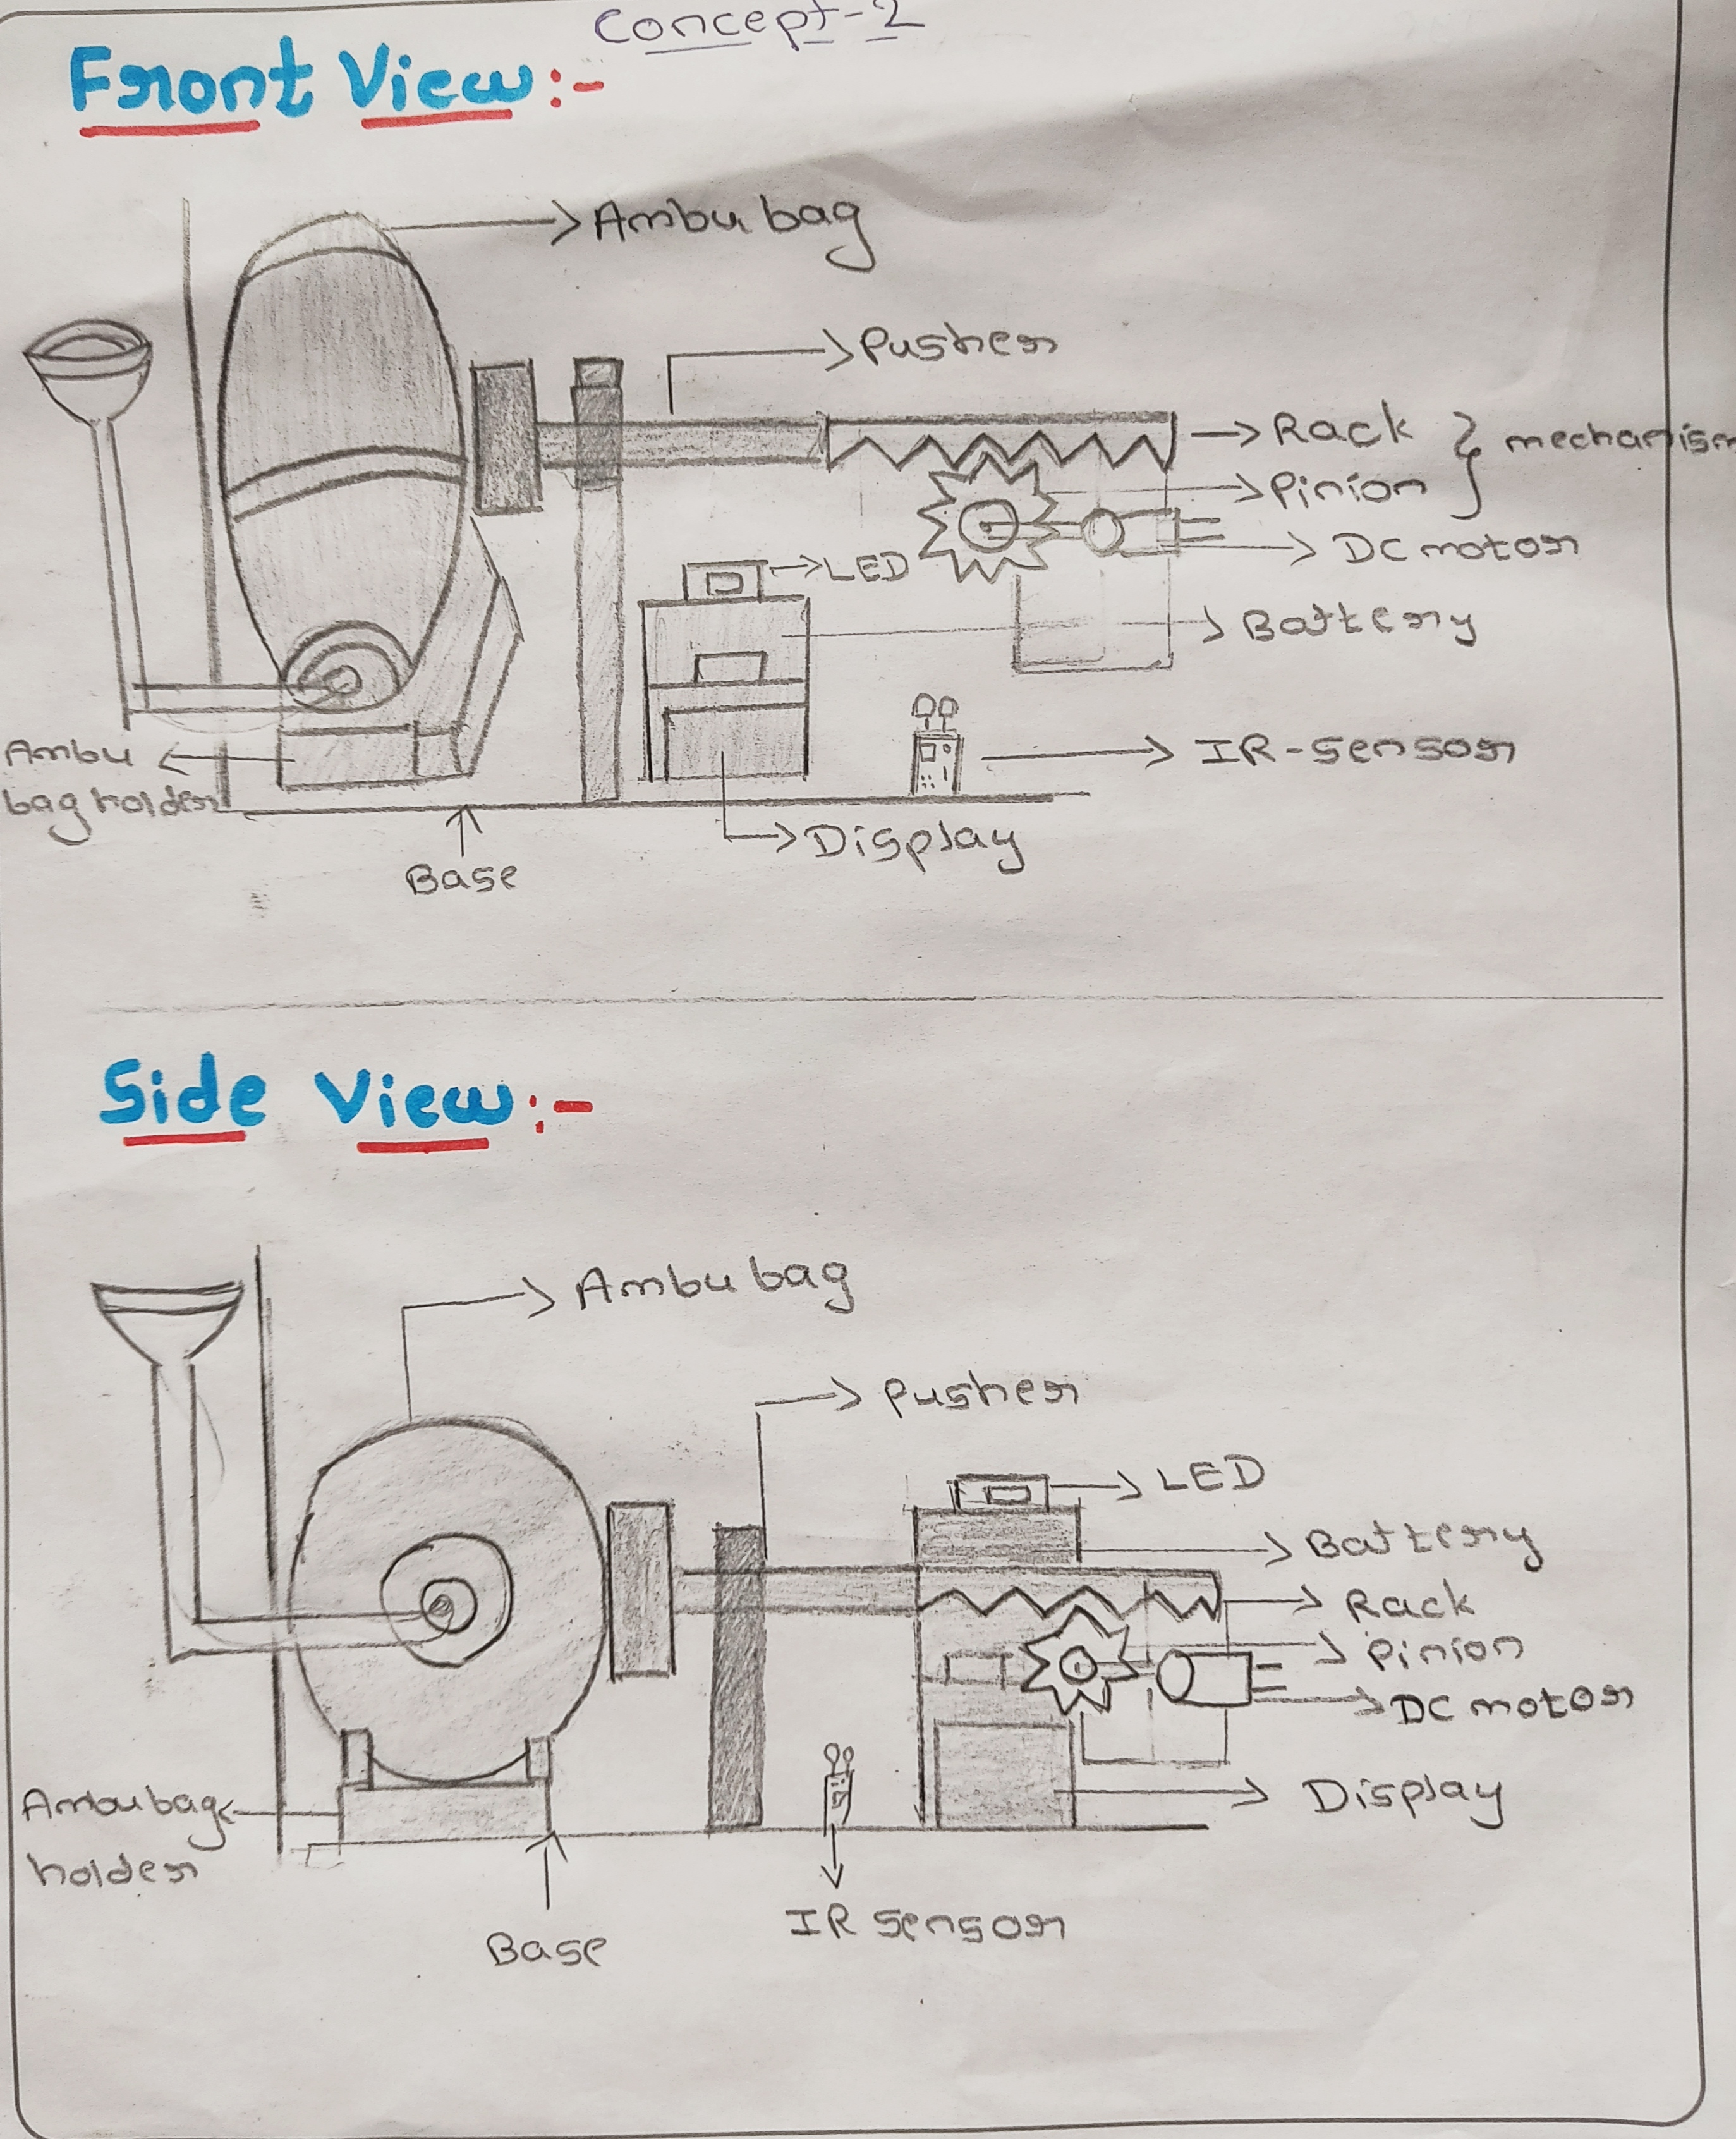 Concept-2
Front View:-
Ambu bag
Pusher
Rack } mechanism
Pinion
DC motor
LED
Battery
IR-sensor
Ambu
bag holder
Display
Base
Side View:-
Ambu bag
Pusher
LED
Battery
Rack
Pinion
DC motor
Display
Ambu bag
holder
IR sensor
Base